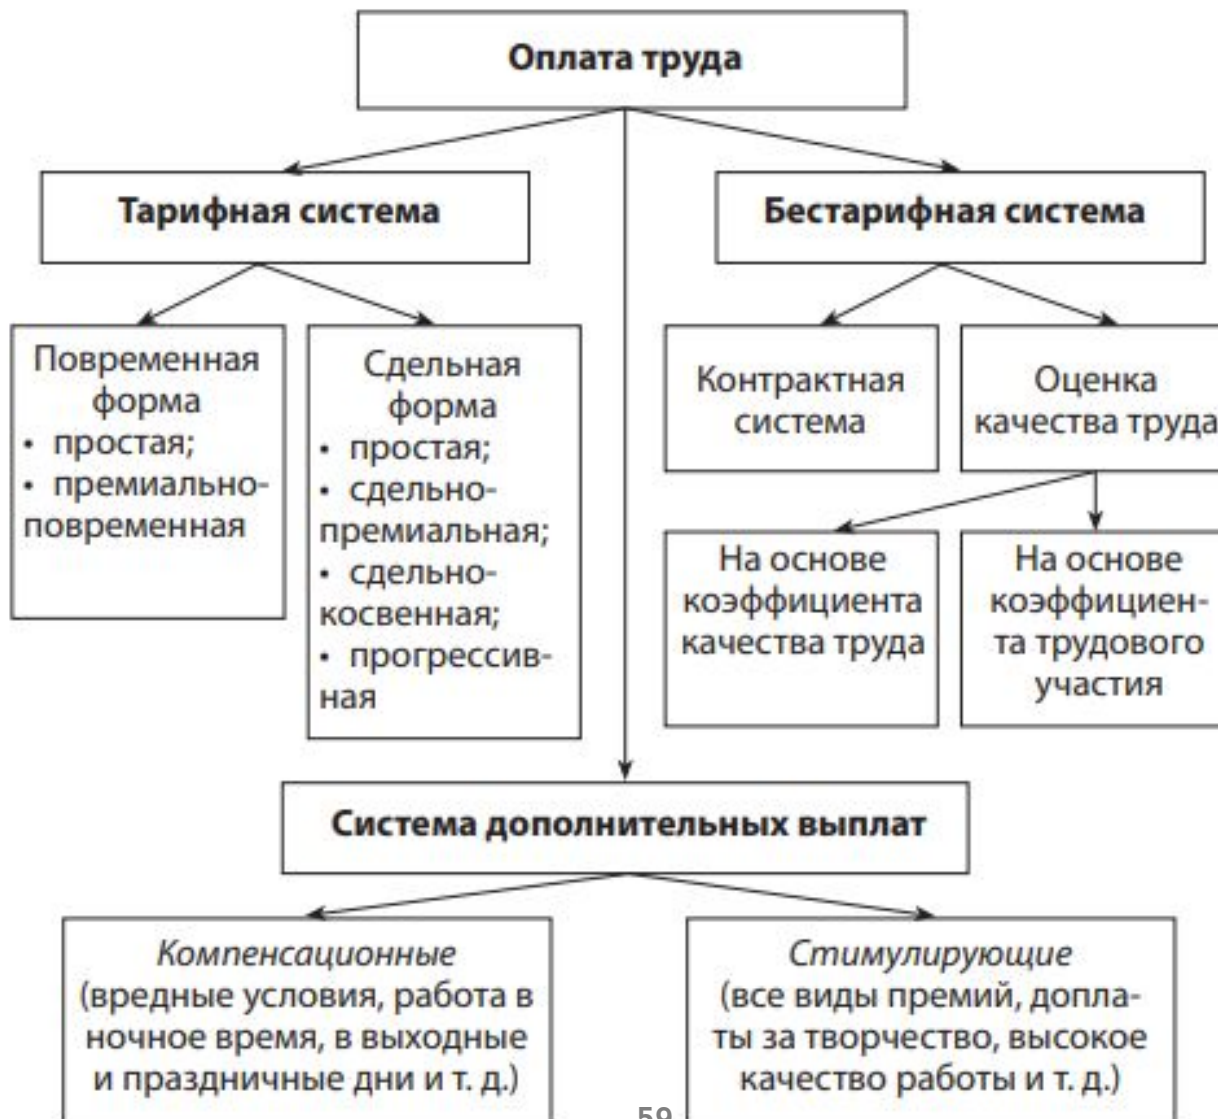 Оплата труда
Тарифная система
Бестарифная система
Повременная
форма
• простая;
• премиально-
повременная
Сдельная
форма
• простая;
• сдельно-
премиальная;
• сдельно-
косвенная;
• прогрессив-
ная
Контрактная
система
Оценка
качества труда
На основе
коэффициента
качества труда
На основе
коэффициен-
та трудового
участия
Система дополнительных выплат
Компенсационные
(вредные условия, работа в
ночное время, в выходные
и праздничные дни и т. д.)
Стимулирующие
(все виды премий, допла-
ты за творчество, высокое
качество работы и т. д.)
59